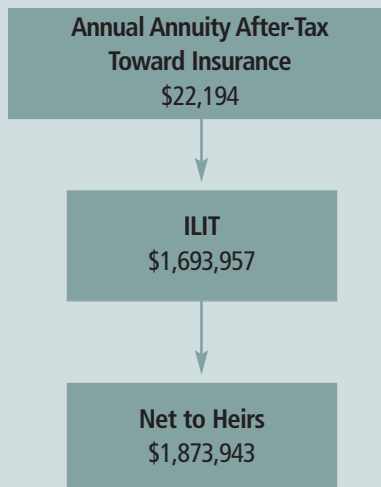 Annual Annuity After-Tax
Toward Insurance
$22,194
ILIT
$1,693,957
Net to Heirs
$1,873,943